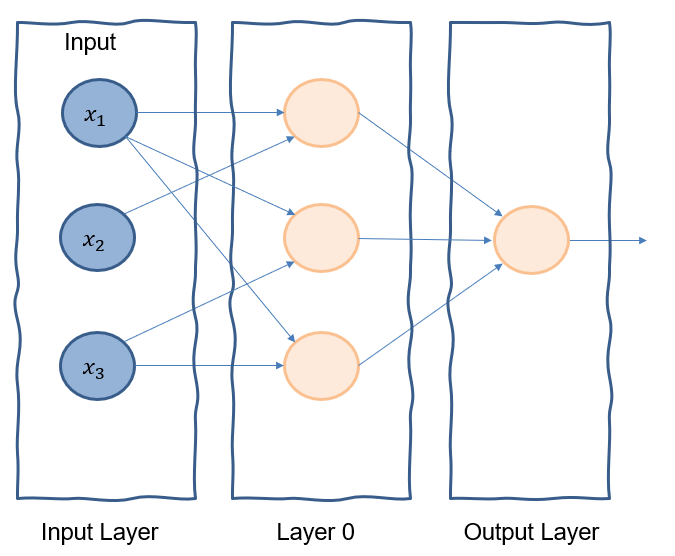 Input
x₁
x₂
x₃
Input Layer
Layer 0
Output Layer